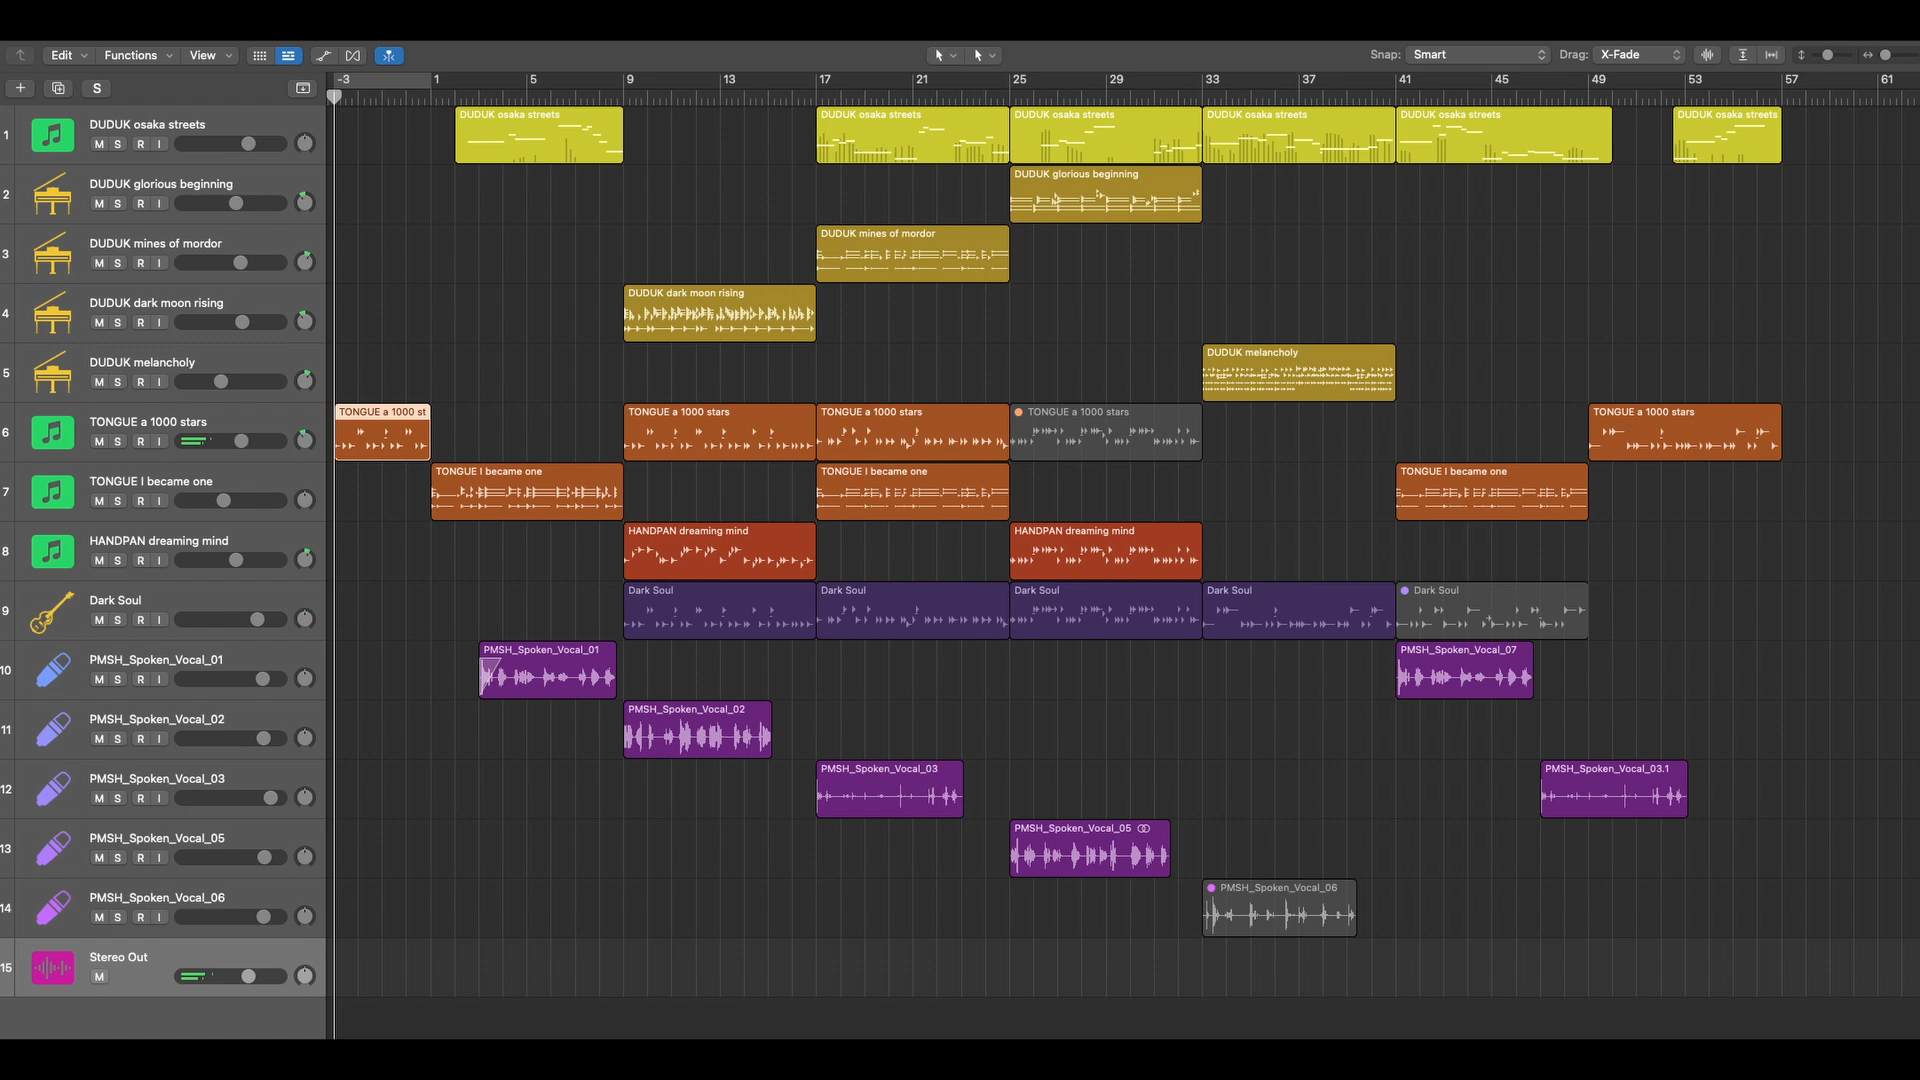 Edit Functions View Snap: Smart Drag: X-Fade
S -3 1 5 9 13 17 21 25 29 33 37 41 45 49 53 57 61
1 DUDUK osaka streets DUDUK osaka streets DUDUK osaka streets DUDUK osaka streets DUDUK osaka streets DUDUK osaka streets DUDUK osaka streets
M S R I
2 DUDUK glorious beginning DUDUK glorious beginning
M S R I
3 DUDUK mines of mordor DUDUK mines of mordor
M S R I
4 DUDUK dark moon rising DUDUK dark moon rising
M S R I
5 DUDUK melancholy DUDUK melancholy
M S R I
6 TONGUE a 1000 stars TONGUE a 1000 st TONGUE a 1000 stars TONGUE a 1000 stars TONGUE a 1000 stars TONGUE a 1000 stars
M S R I
7 TONGUE I became one TONGUE I became one TONGUE I became one TONGUE I became one
M S R I
8 HANDPAN dreaming mind HANDPAN dreaming mind HANDPAN dreaming mind
M S R I
9 Dark Soul Dark Soul Dark Soul Dark Soul Dark Soul Dark Soul
M S R I
10 PMSH_Spoken_Vocal_01 PMSH_Spoken_Vocal_01 PMSH_Spoken_Vocal_07
M S R I
11 PMSH_Spoken_Vocal_02 PMSH_Spoken_Vocal_02
M S R I
12 PMSH_Spoken_Vocal_03 PMSH_Spoken_Vocal_03 PMSH_Spoken_Vocal_03.1
M S R I
13 PMSH_Spoken_Vocal_05 PMSH_Spoken_Vocal_05
M S R I
14 PMSH_Spoken_Vocal_06 PMSH_Spoken_Vocal_06
M S R I
15 Stereo Out
M